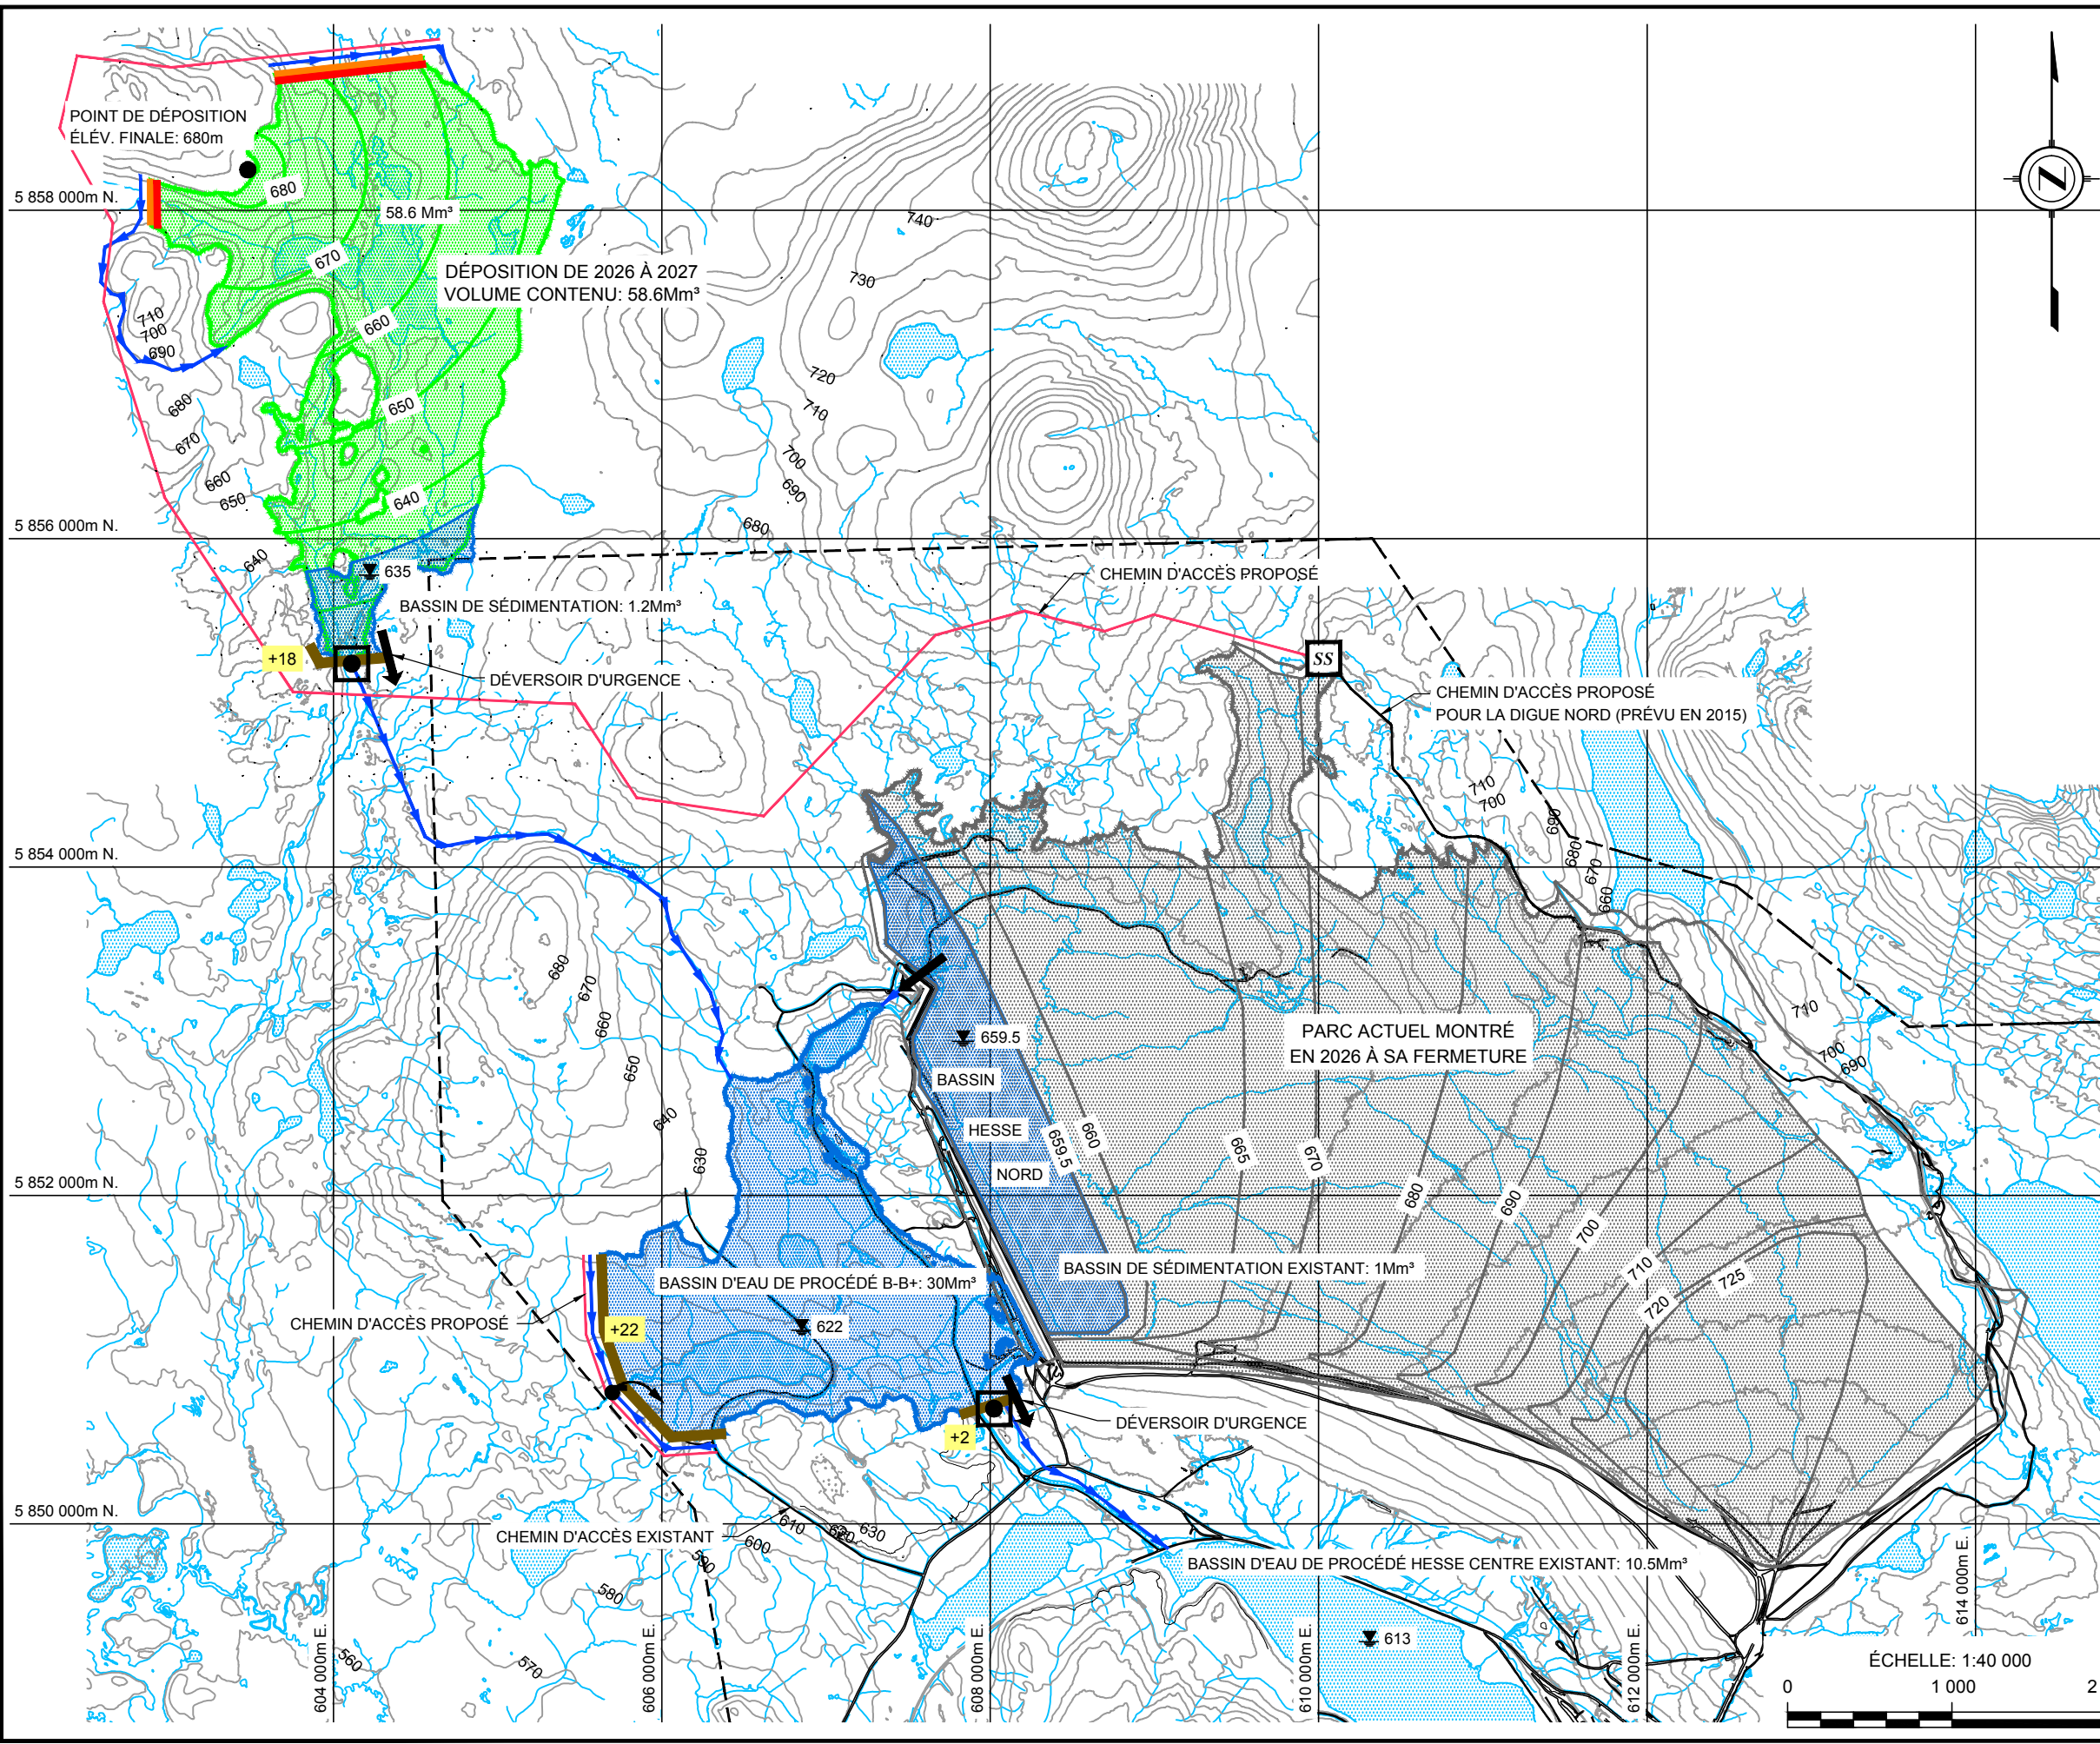 POINT DE DÉPOSITION
ÉLÉV. FINALE: 680m
5 858 000m N.
680
58.6 Mm³
740
670
DÉPOSITION DE 2026 À 2027
VOLUME CONTENU: 58.6Mm³
730
710
700
690
660
720
680
650
710
670
700
660
650
640
690
5 856 000m N.
680
640
635
CHEMIN D'ACCÈS PROPOSÉ
BASSIN DE SÉDIMENTATION: 1.2Mm³
+18
SS
DÉVERSOIR D'URGENCE
CHEMIN D'ACCÈS PROPOSÉ
POUR LA DIGUE NORD (PRÉVU EN 2015)
710
700
690
680
670
660
5 854 000m N.
680
670
660
650
640
630
659.5
PARC ACTUEL MONTRÉ
EN 2026 À SA FERMETURE
710
700
690
BASSIN
HESSE
NORD
659.5
660
665
670
680
690
700
710
720
725
5 852 000m N.
BASSIN DE SÉDIMENTATION EXISTANT: 1Mm³
BASSIN D'EAU DE PROCÉDÉ B-B+: 30Mm³
CHEMIN D'ACCÈS PROPOSÉ
+22
622
DÉVERSOIR D'URGENCE
+2
5 850 000m N.
CHEMIN D'ACCÈS EXISTANT
610
620
630
600
590
580
BASSIN D'EAU DE PROCÉDÉ HESSE CENTRE EXISTANT: 10.5Mm³
613
560
570
604 000m E.
606 000m E.
608 000m E.
610 000m E.
612 000m E.
614 000m E.
ÉCHELLE: 1:40 000
0
1 000
2
N